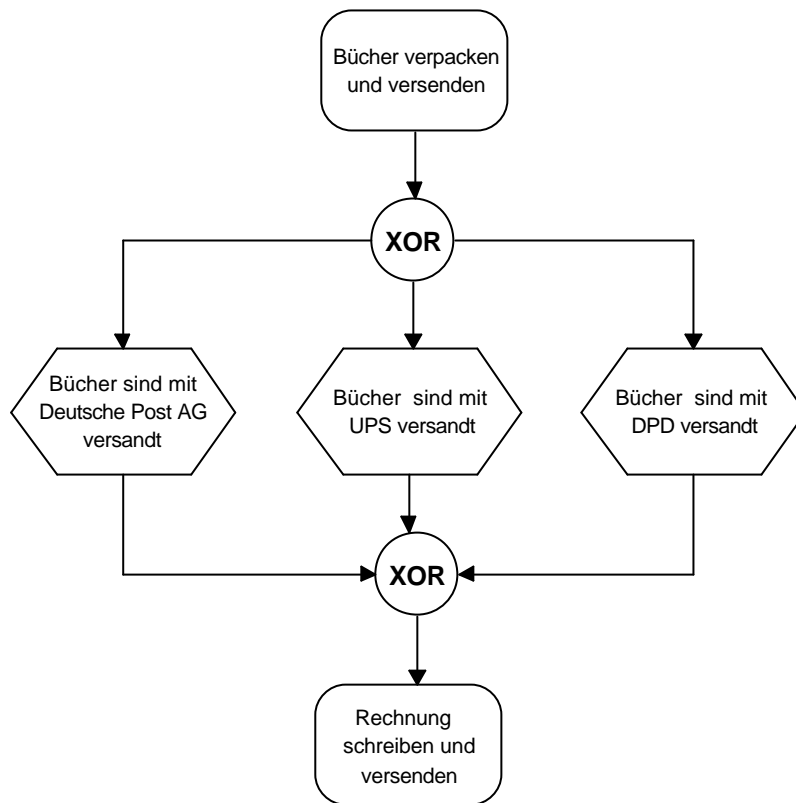 Bücher verpacken
und versenden
XOR
Bücher sind mit
Deutsche Post AG
versandt
Bücher sind mit
UPS versandt
Bücher sind mit
DPD versandt
XOR
Rechnung
schreiben und
versenden